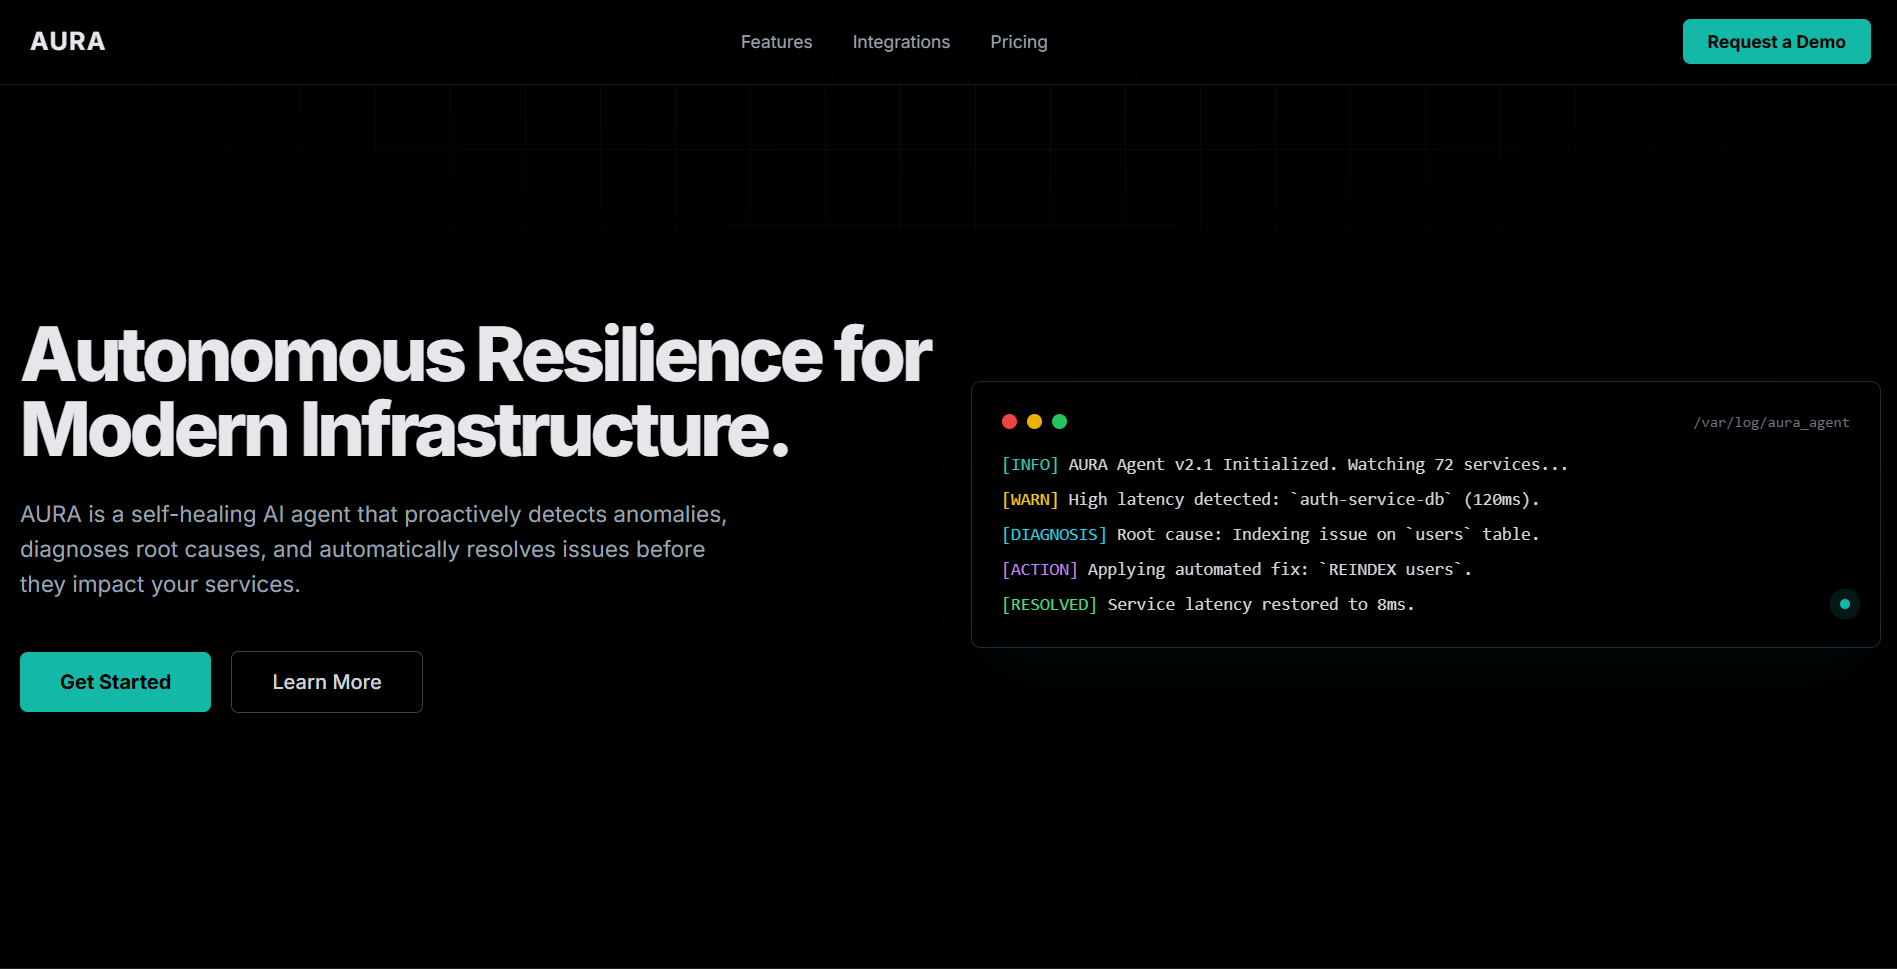 AURA
Features
Integrations
Pricing
Request a Demo
Autonomous Resilience for
Modern Infrastructure.
AURA is a self-healing AI agent that proactively detects anomalies,
diagnoses root causes, and automatically resolves issues before
they impact your services.
Get Started
Learn More
/var/log/aura_agent
[INFO] AURA Agent v2.1 Initialized. Watching 72 services...
[WARN] High latency detected: `auth-service-db` (120ms).
[DIAGNOSIS] Root cause: Indexing issue on `users` table.
[ACTION] Applying automated fix: `REINDEX users`.
[RESOLVED] Service latency restored to 8ms.